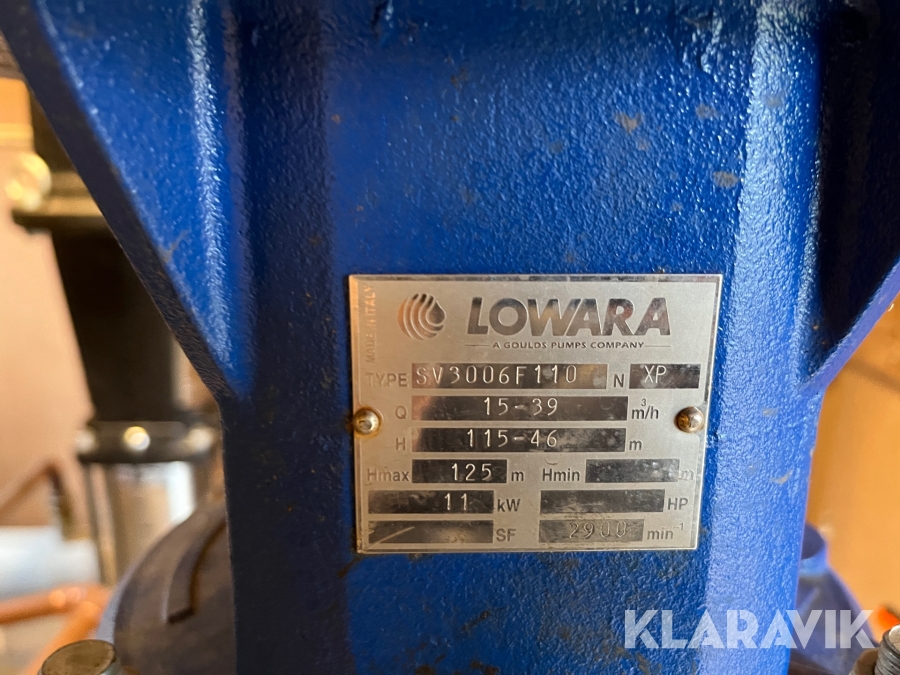 MADE IN ITALY
LOWARA
A GOULDS PUMPS COMPANY
TYPE SV3006F110 N XP
Q 15-39 m³/h
H 115-46 m
Hmax 125 m Hmin m
11 kW HP
SF 2900 min⁻¹
KLARAVIK